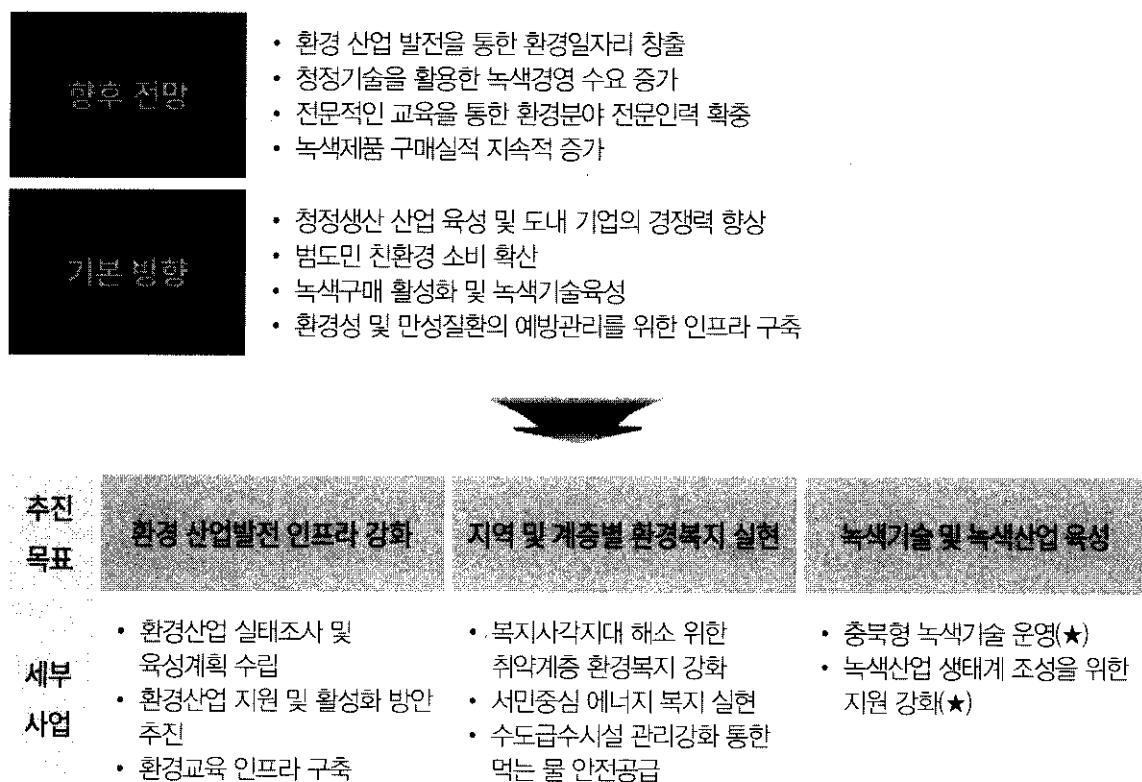 향후 전망
• 환경 산업 발전을 통한 환경일자리 창출
• 청정기술을 활용한 녹색경영 수요 증가
• 전문적인 교육을 통한 환경분야 전문인력 확충
• 녹색제품 구매실적 지속적 증가
기본 방향
• 청정생산 산업 육성 및 도내 기업의 경쟁력 향상
• 범도민 친환경 소비 확산
• 녹색구매 활성화 및 녹색기술육성
• 환경성 및 만성질환의 예방관리를 위한 인프라 구축
추진
목표
환경 산업발전 인프라 강화
지역 및 계층별 환경복지 실현
녹색기술 및 녹색산업 육성
세부
사업
• 환경산업 실태조사 및
육성계획 수립
• 환경산업 지원 및 활성화 방안
추진
• 환경교육 인프라 구축
• 복지사각지대 해소 위한
취약계층 환경복지 강화
• 서민중심 에너지 복지 실현
• 수도급수시설 관리강화 통한
먹는 물 안전공급
• 충북형 녹색기술 운영(★)
• 녹색산업 생태계 조성을 위한
지원 강화(★)